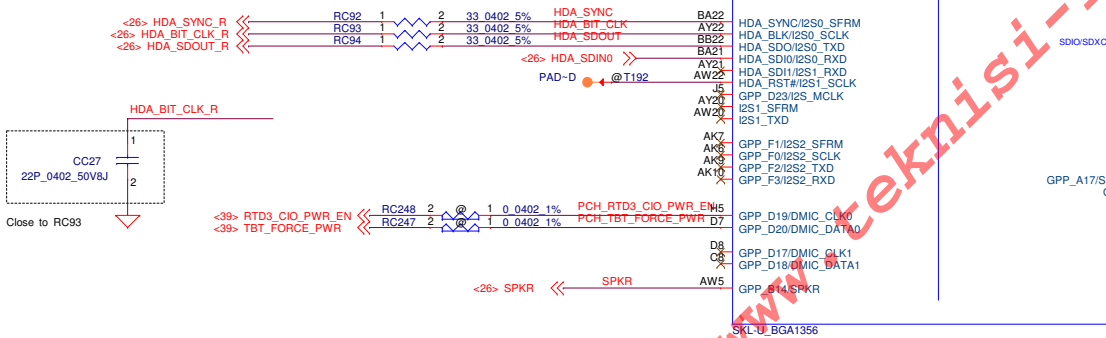 <26> HDA_SYNC_R RC92 1 2 33_0402_5% HDA_SYNC BA22 HDA_SYNC/I2S0_SFRM
<26> HDA_BIT_CLK_R RC93 1 2 33_0402_5% HDA_BIT_CLK AY22 HDA_BLK/I2S0_SCLK
<26> HDA_SDOUT_R RC94 1 2 33_0402_5% HDA_SDOUT BB22 HDA_SDO/I2S0_TXD
SDIO/SDXC
<26> HDA_SDIN0 BA21 HDA_SDI0/I2S0_RXD
AY21 HDA_SDI1/I2S1_RXD
PAD~D @ T192 AW22 HDA_RST#/I2S1_SCLK
J5 GPP_D23/I2S_MCLK
AY20 I2S1_SFRM
AW20 I2S1_TXD
HDA_BIT_CLK_R
1
CC27
22P_0402_50V8J
2
Close to RC93
AK7 GPP_F1/I2S2_SFRM
AK6 GPP_F0/I2S2_SCLK
AK9 GPP_F2/I2S2_TXD
AK10 GPP_F3/I2S2_RXD
GPP_A17/S
<39> RTD3_CIO_PWR_EN RC248 2 @ 1 0_0402_1% PCH_RTD3_CIO_PWR_EN H5 GPP_D19/DMIC_CLK0
<39> TBT_FORCE_PWR RC247 2 @ 1 0_0402_1% PCH_TBT_FORCE_PWR D7 GPP_D20/DMIC_DATA0
D8 GPP_D17/DMIC_CLK1
C8 GPP_D18/DMIC_DATA1
<26> SPKR SPKR AW5 GPP_B14/SPKR
SKL-U_BGA1356
www.teknisi-